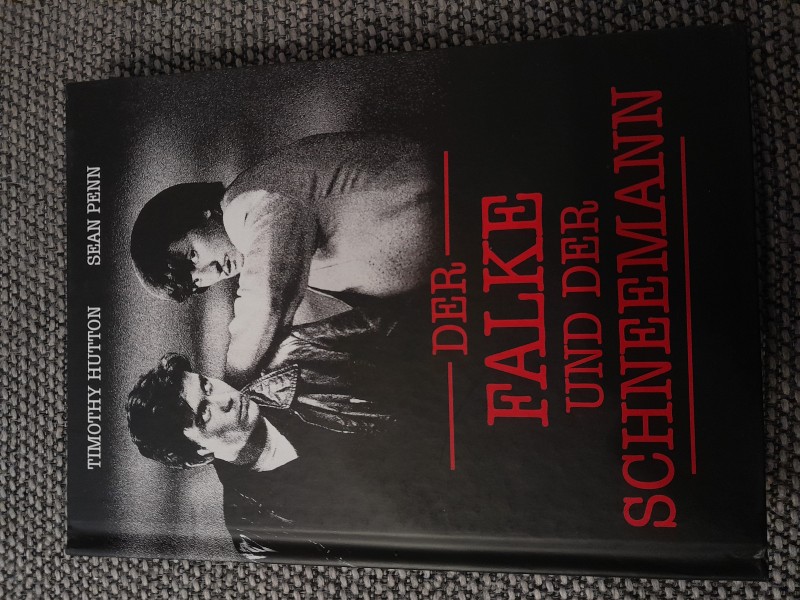 TIMOTHY HUTTON SEAN PENN
DER
FALKE
UND DER
SCHNEEMANN